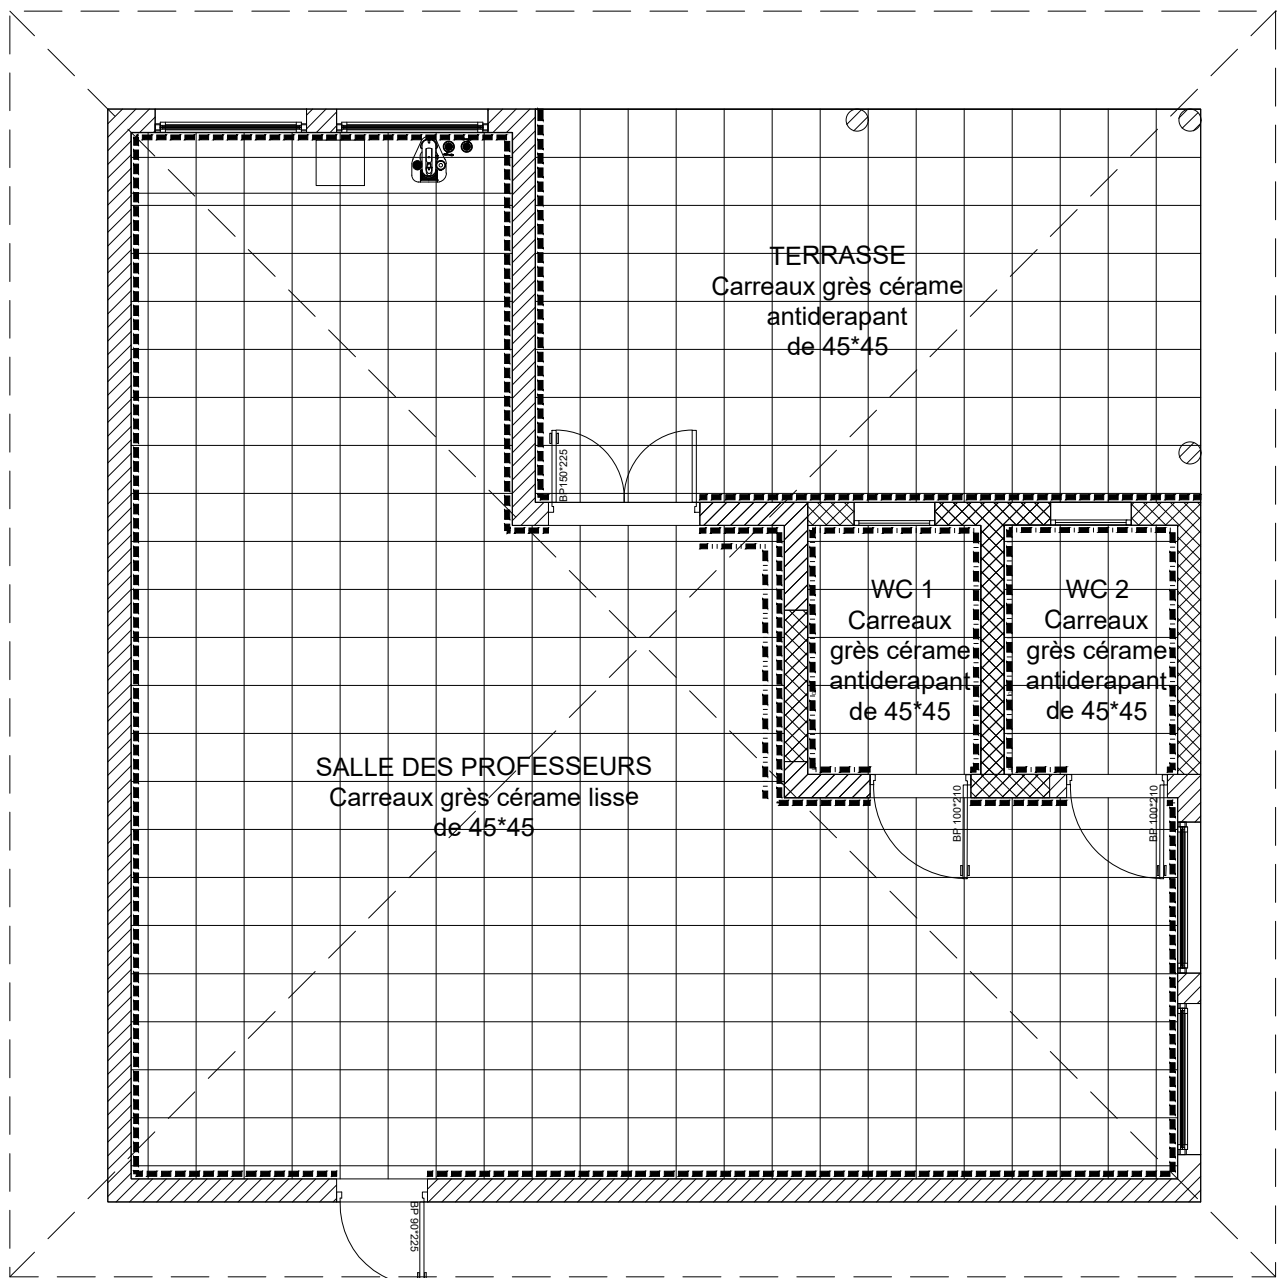 TERRASSE
Carreaux grès cérame
antiderapant
de 45*45
BP150*225
WC 1
Carreaux
grès cérame
antiderapant
de 45*45
WC 2
Carreaux
grès cérame
antiderapant
de 45*45
SALLE DES PROFESSEURS
Carreaux grès cérame lisse
de 45*45
BP 100*210
BP 100*210
BP 90*225